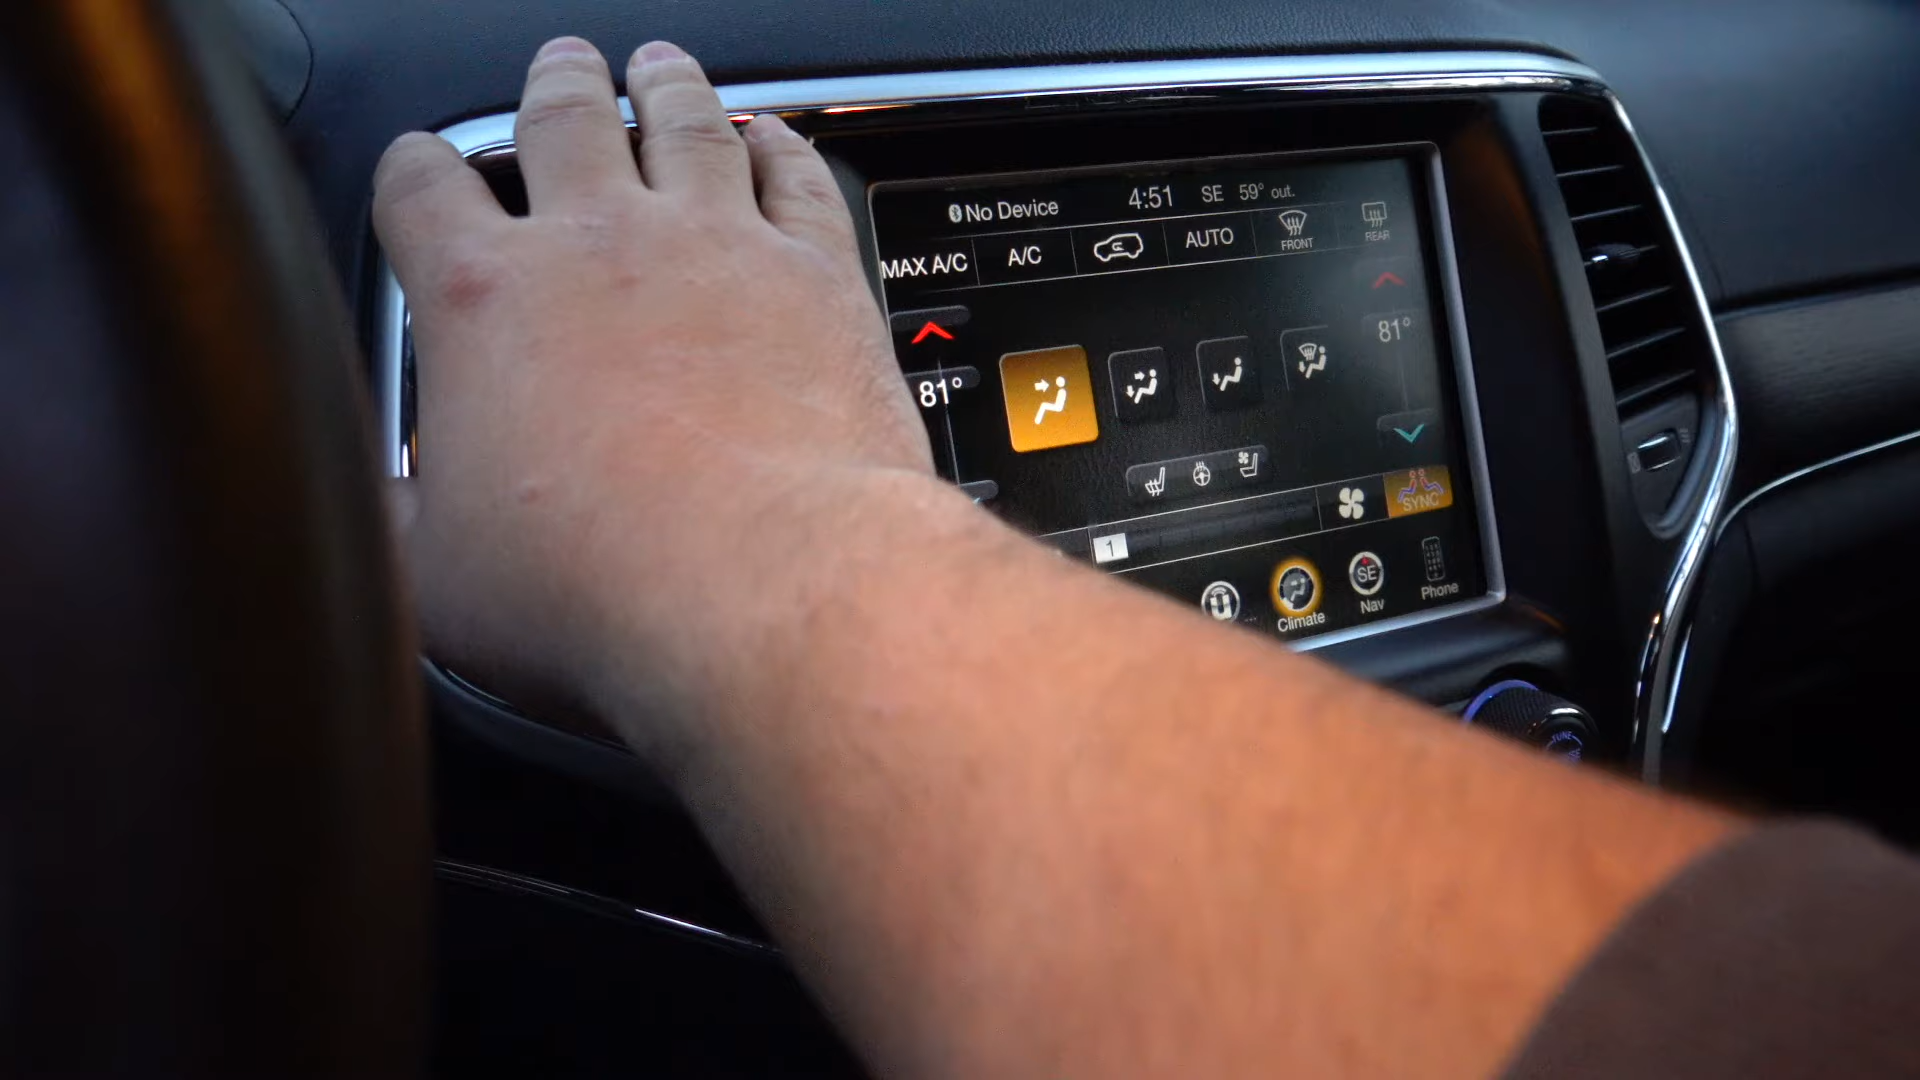 No Device 4:51 SE 59° out.
MAX A/C A/C AUTO FRONT REAR
81° 81°
SYNC
1
SE
Climate Nav Phone
TUNE